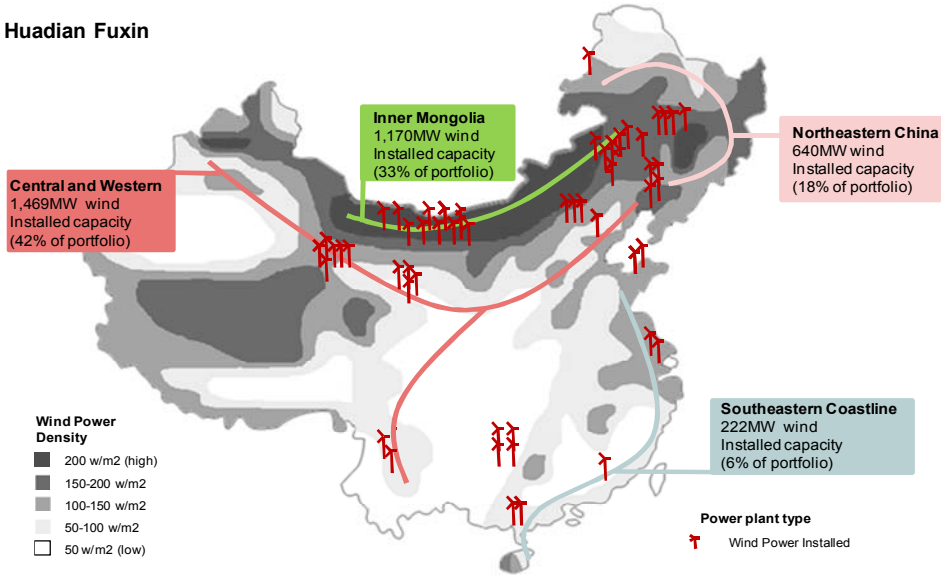 Huadian Fuxin
Inner Mongolia
1,170MW wind
Installed capacity
(33% of portfolio)
Northeastern China
640MW wind
Installed capacity
(18% of portfolio)
Central and Western
1,469MW wind
Installed capacity
(42% of portfolio)
Southeastern Coastline
222MW wind
Installed capacity
(6% of portfolio)
Wind Power
Density
200 w/m2 (high)
150-200 w/m2
100-150 w/m2
50-100 w/m2
50 w/m2 (low)
Power plant type
Wind Power Installed